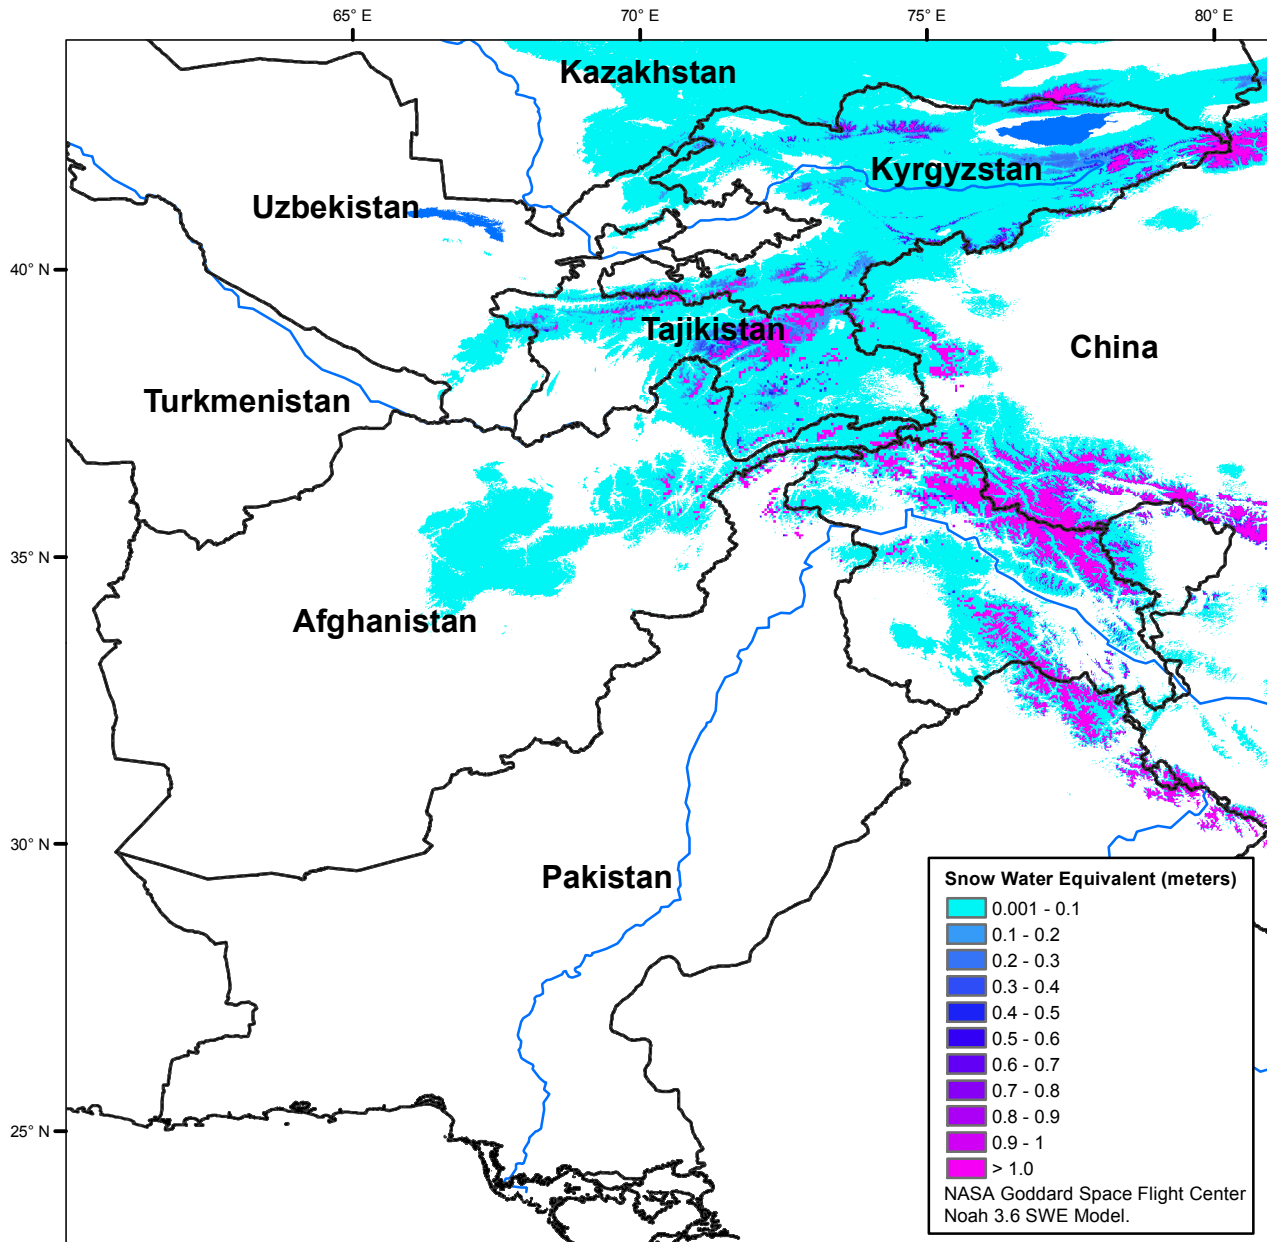 65° E
70° E
75° E
80° E
Kazakhstan
Kyrgyzstan
Uzbekistan
40° N
Tajikistan
China
Turkmenistan
35° N
Afghanistan
30° N
Pakistan
25° N
Snow Water Equivalent (meters)
0.001 - 0.1
0.1 - 0.2
0.2 - 0.3
0.3 - 0.4
0.4 - 0.5
0.5 - 0.6
0.6 - 0.7
0.7 - 0.8
0.8 - 0.9
0.9 - 1
> 1.0
NASA Goddard Space Flight Center
Noah 3.6 SWE Model.